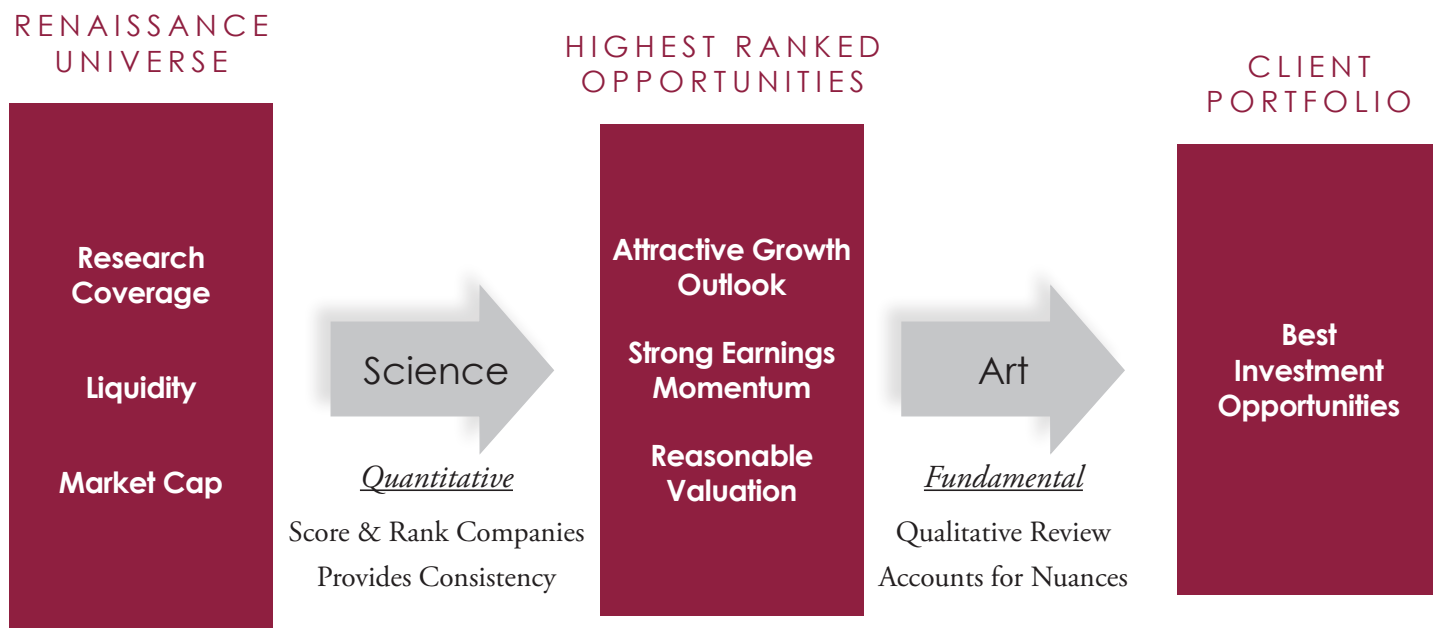 RENAISSANCE
UNIVERSE
Research
Coverage
Liquidity
Market Cap
Science
Quantitative
Score & Rank Companies
Provides Consistency
HIGHEST RANKED
OPPORTUNITIES
Attractive Growth
Outlook
Strong Earnings
Momentum
Reasonable
Valuation
Art
Fundamental
Qualitative Review
Accounts for Nuances
CLIENT
PORTFOLIO
Best
Investment
Opportunities